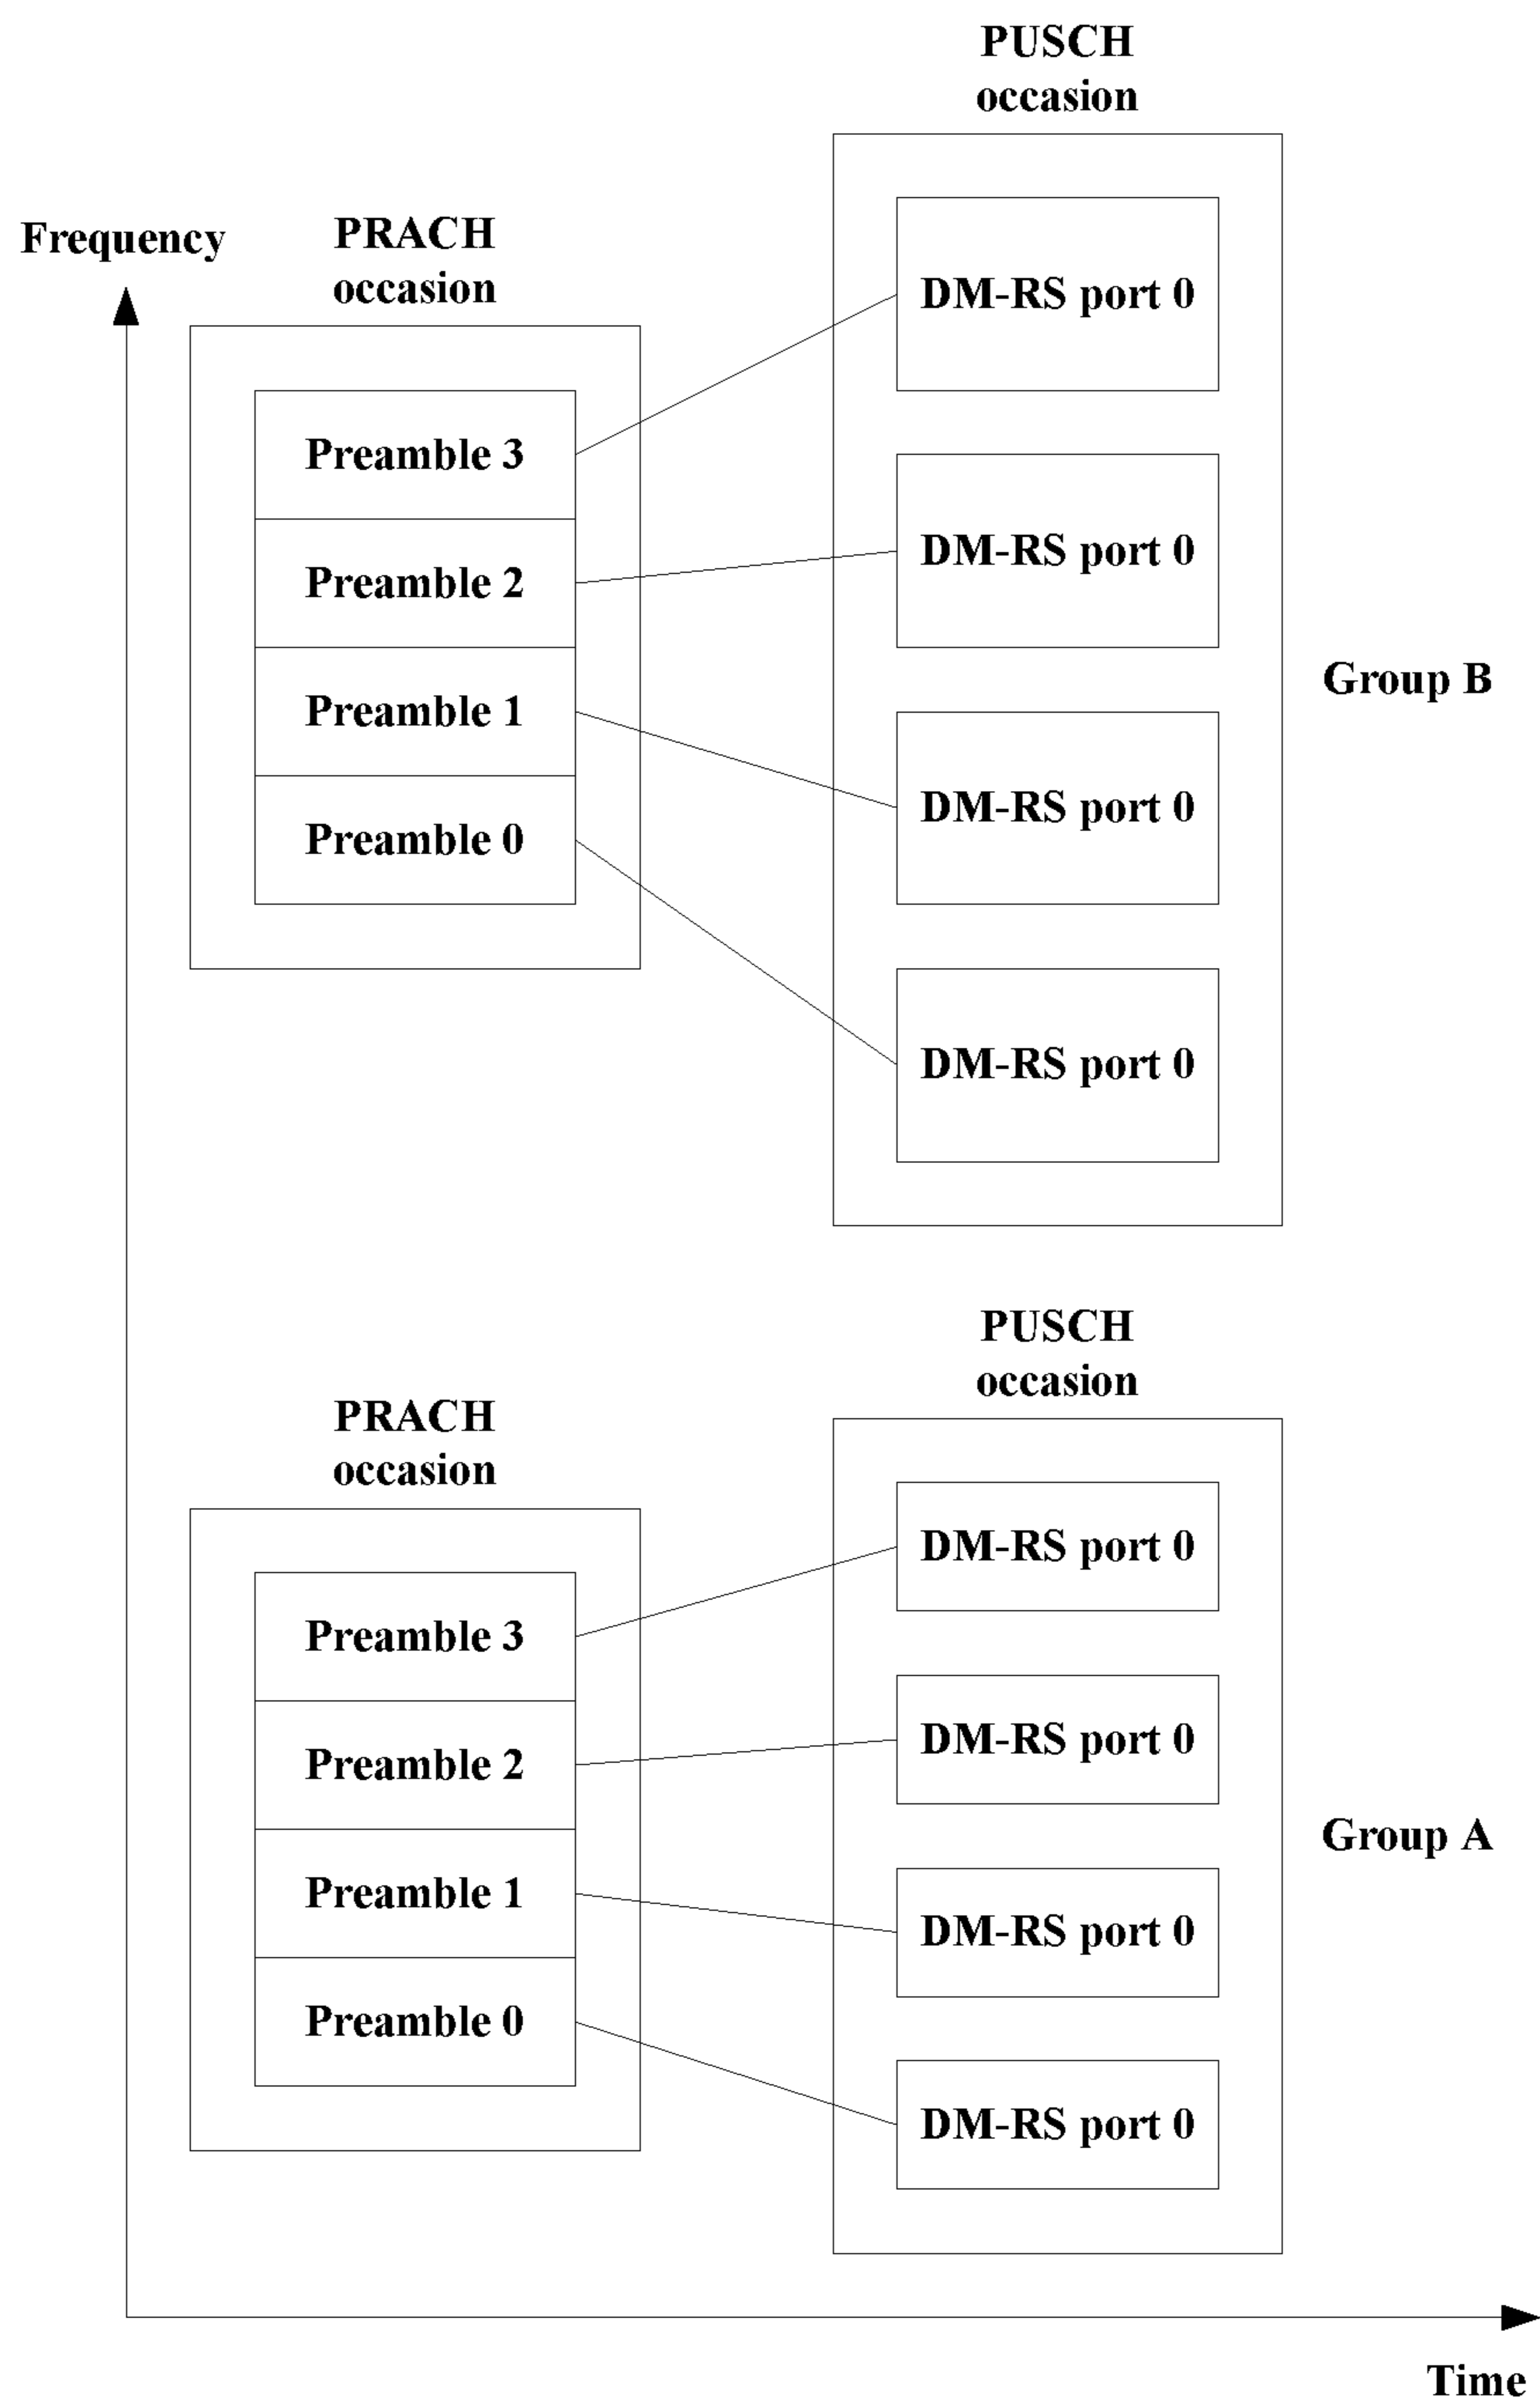 PUSCH
occasion
Frequency
PRACH
occasion
DM-RS port 0
Preamble 3
DM-RS port 0
Preamble 2
Group B
Preamble 1
DM-RS port 0
Preamble 0
DM-RS port 0
PUSCH
occasion
PRACH
occasion
DM-RS port 0
Preamble 3
DM-RS port 0
Preamble 2
Group A
Preamble 1
DM-RS port 0
Preamble 0
DM-RS port 0
Time